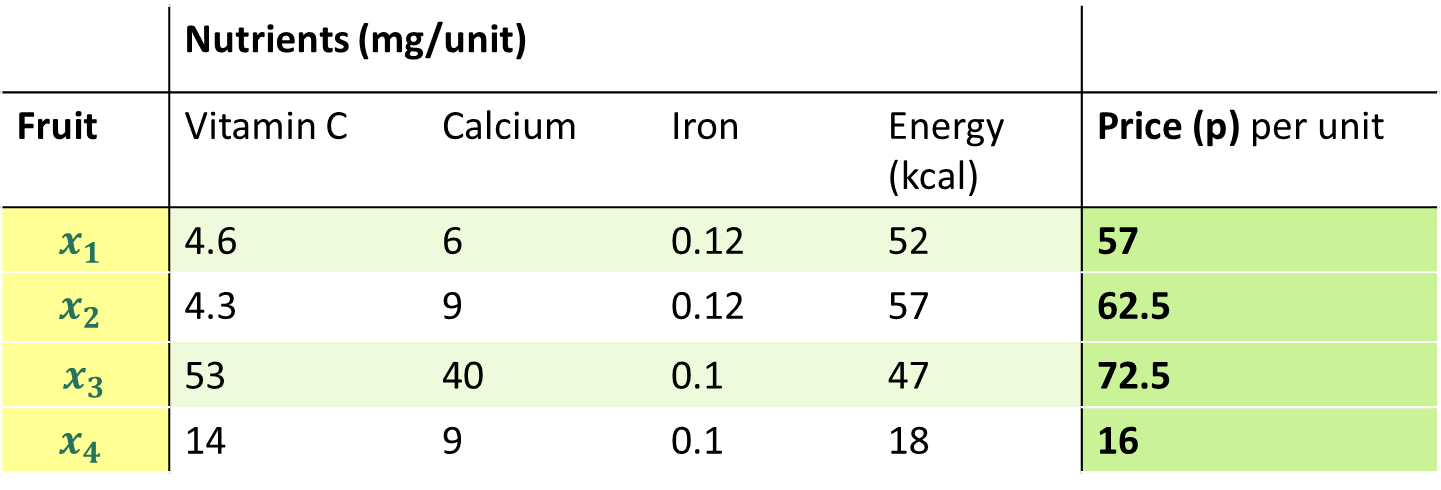 Nutrients (mg/unit)
Fruit Vitamin C Calcium Iron Energy (kcal) Price (p) per unit
x₁ 4.6 6 0.12 52 57
x₂ 4.3 9 0.12 57 62.5
x₃ 53 40 0.1 47 72.5
x₄ 14 9 0.1 18 16